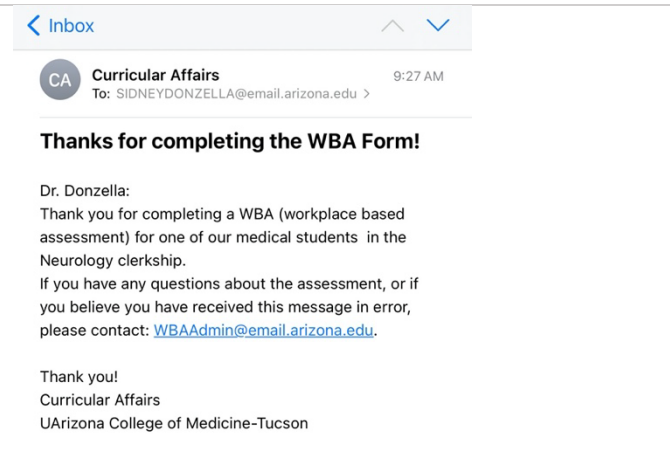 Inbox
CA
Curricular Affairs 9:27 AM
To: SIDNEYDONZELLA@email.arizona.edu >
Thanks for completing the WBA Form!
Dr. Donzella:
Thank you for completing a WBA (workplace based
assessment) for one of our medical students in the
Neurology clerkship.
If you have any questions about the assessment, or if
you believe you have received this message in error,
please contact: WBAAdmin@email.arizona.edu.
Thank you!
Curricular Affairs
UArizona College of Medicine-Tucson